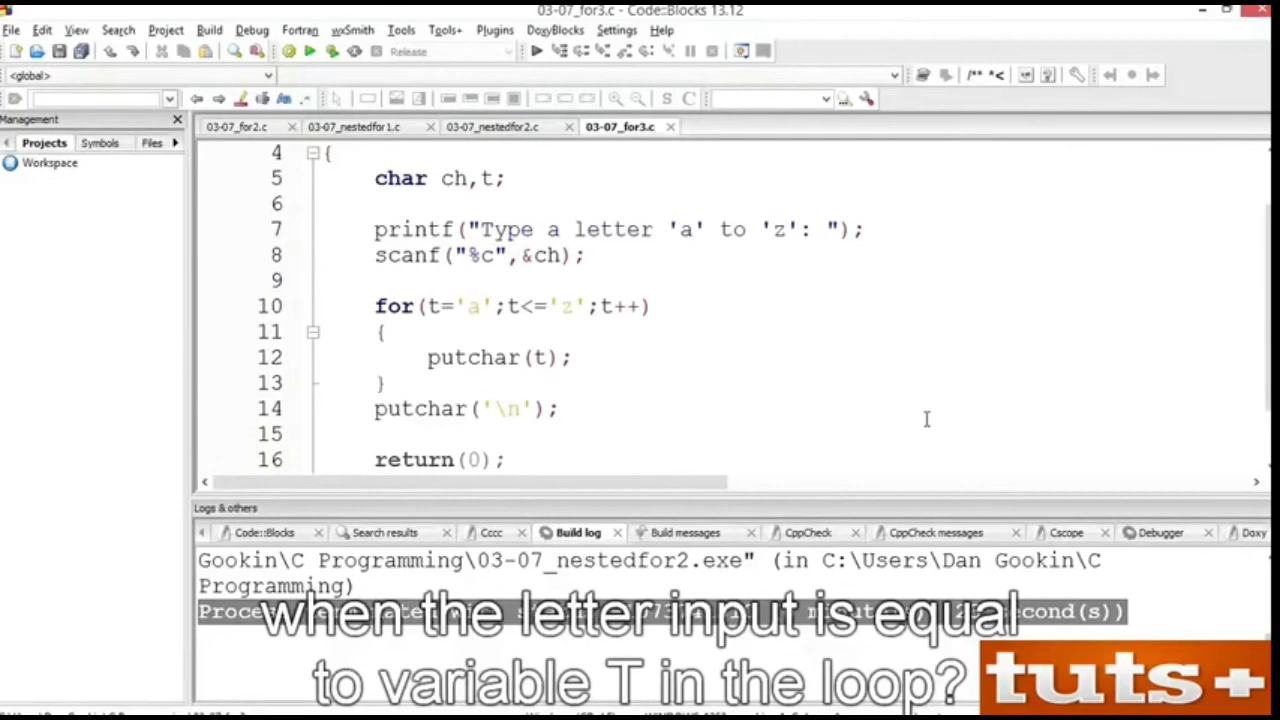 03-07_for3.c - Code::Blocks 13.12
File Edit View Search Project Build Debug Fortran wxSmith Tools Tools+ Plugins DoxyBlocks Settings Help
Release
<global>
/** *<
S C
Management
03-07_for2.c 03-07_nestedfor1.c 03-07_nestedfor2.c 03-07_for3.c
Projects Symbols Files
Workspace
4 {
5 char ch,t;
6
7 printf("Type a letter 'a' to 'z': ");
8 scanf("%c",&ch);
9
10 for(t='a';t<='z';t++)
11 {
12 putchar(t);
13 }
14 putchar('\n');
15
16 return(0);
Logs & others
Code::Blocks Search results Cccc Build log Build messages CppCheck CppCheck messages Cscope Debugger Doxy
Gookin\C Programming\03-07_nestedfor2.exe" (in C:\Users\Dan Gookin\C
Programming)
when the letter input is equal
to variable T in the loop?
tuts+